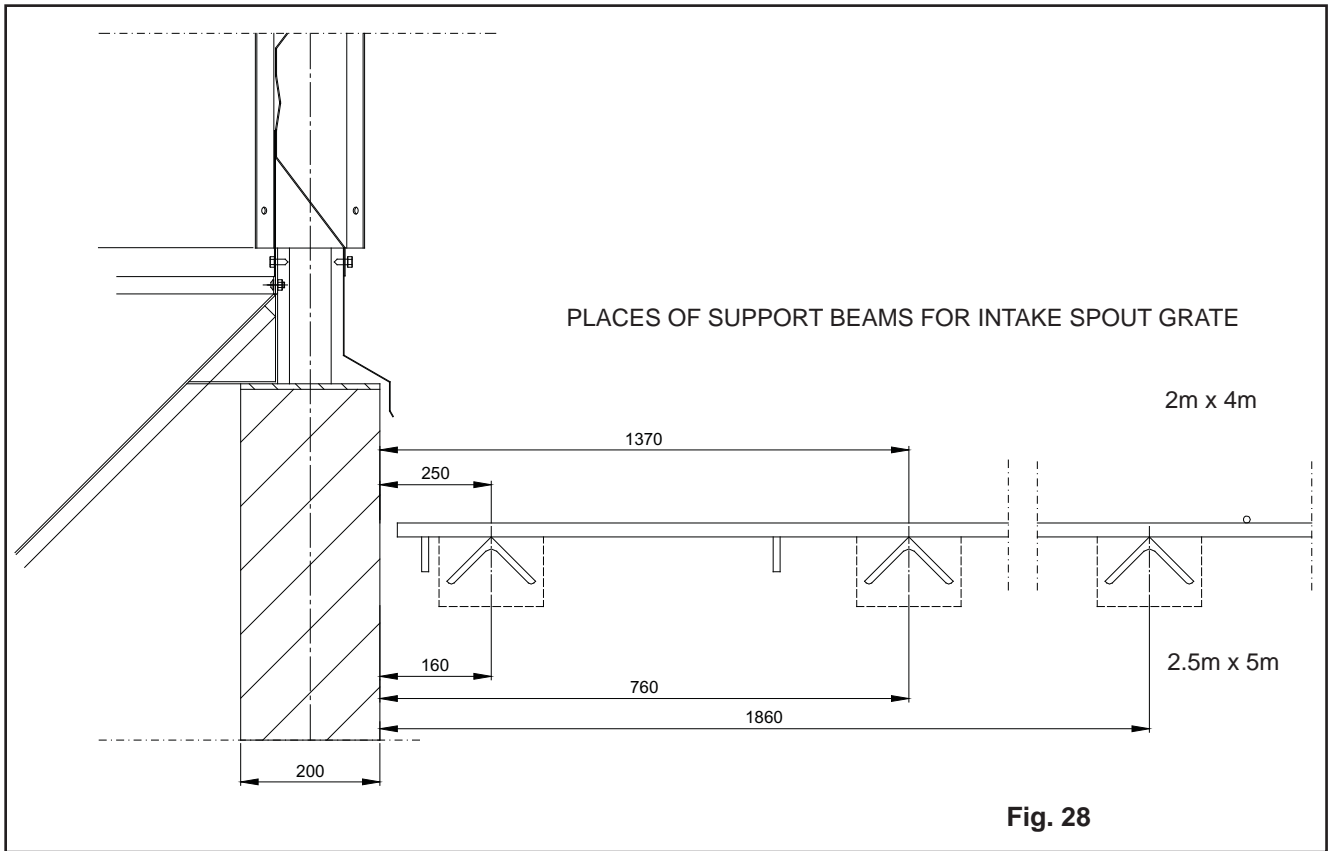 PLACES OF SUPPORT BEAMS FOR INTAKE SPOUT GRATE
2m x 4m
1370
250
160
2.5m x 5m
760
1860
200
Fig. 28